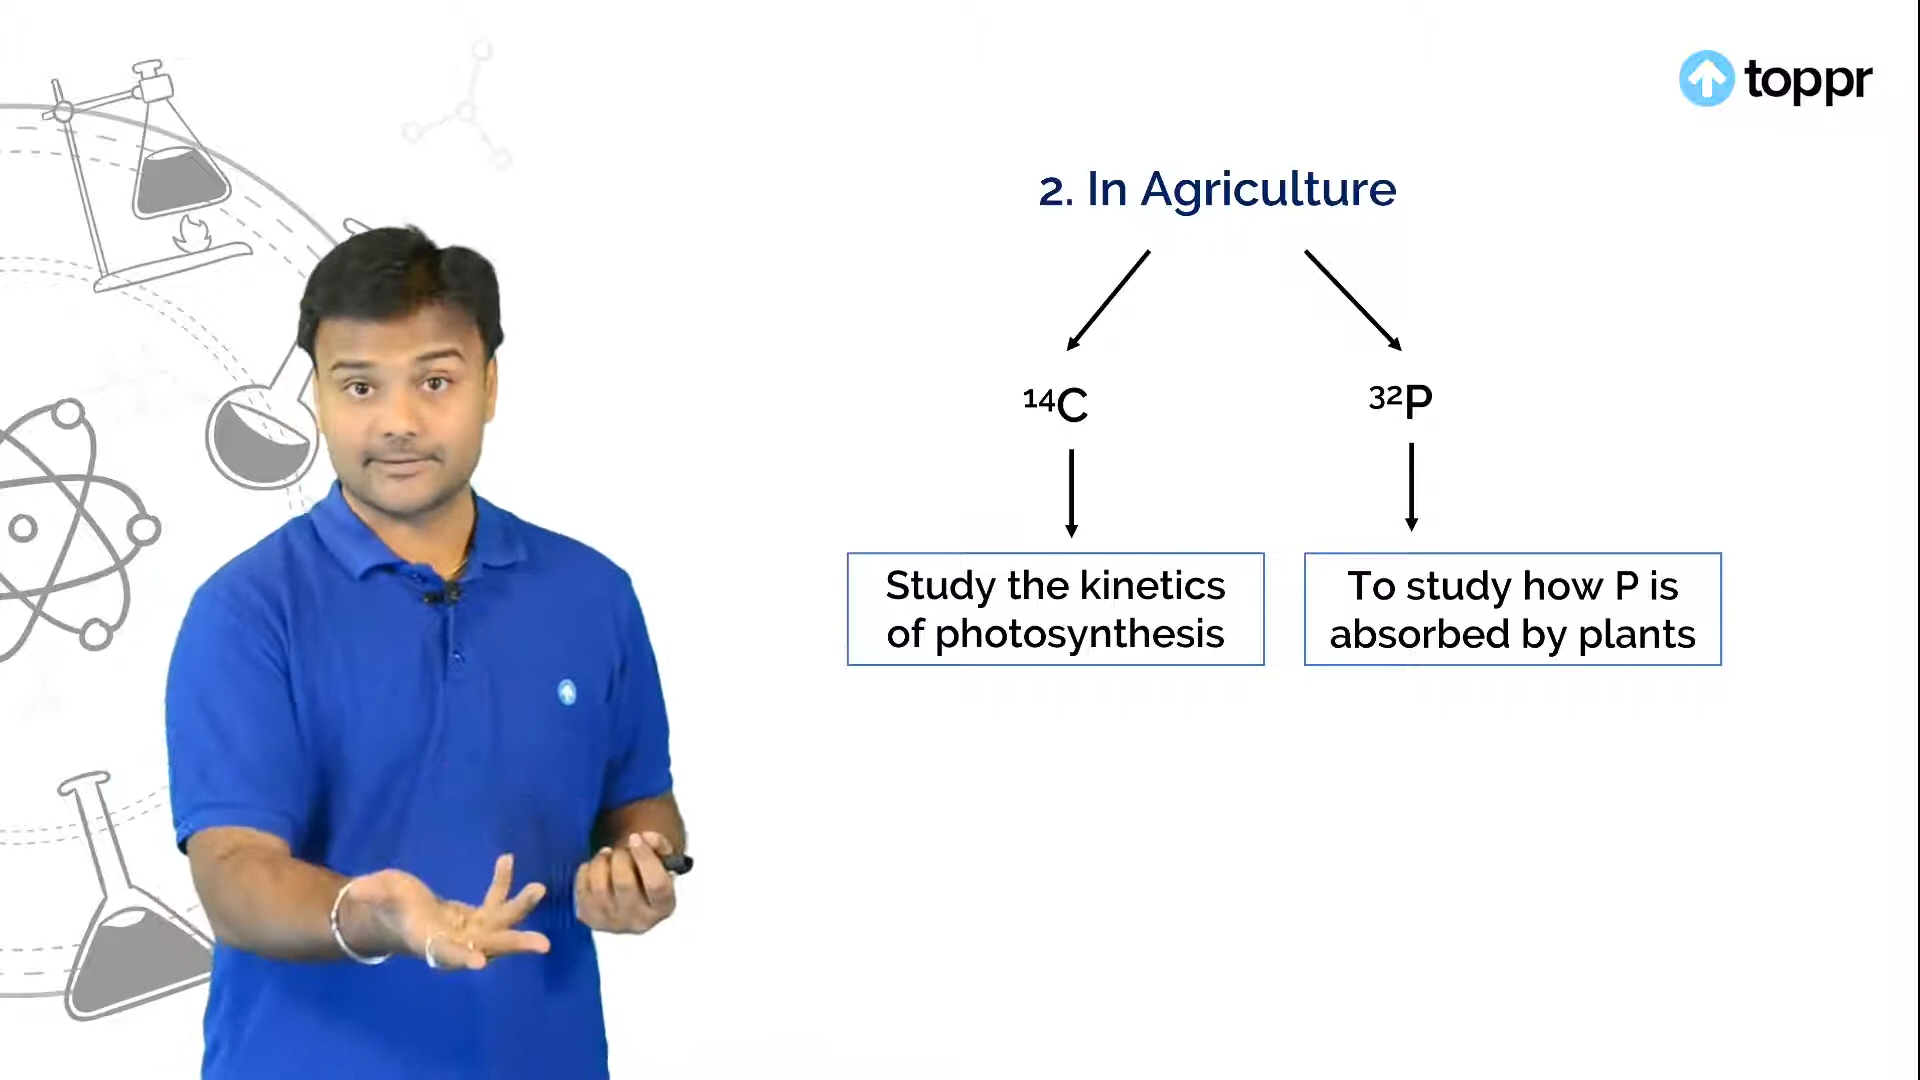 toppr
2. In Agriculture
¹⁴C
³²P
Study the kinetics
of photosynthesis
To study how P is
absorbed by plants